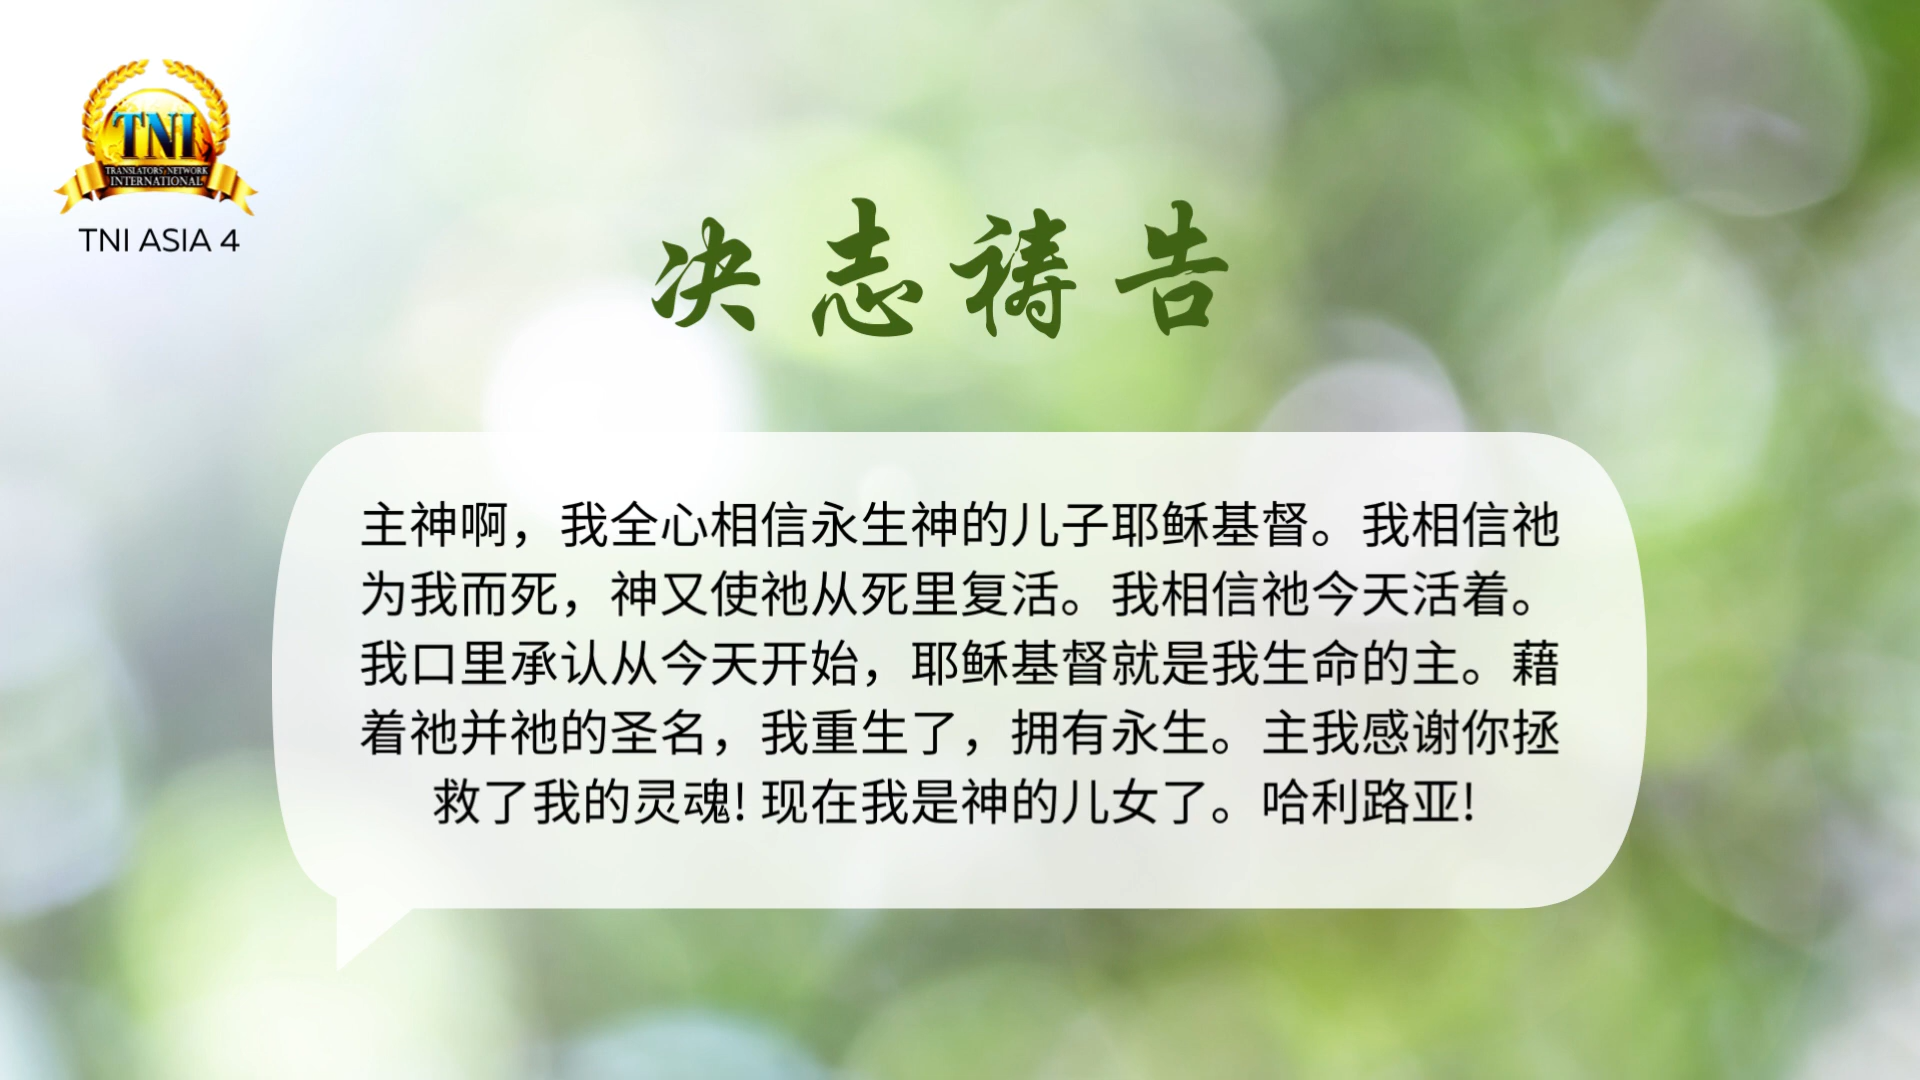 TNI
TRANSLATORS NETWORK
INTERNATIONAL
TNI ASIA 4
决志祷告
主神啊，我全心相信永生神的儿子耶稣基督。我相信祂
为我而死，神又使祂从死里复活。我相信祂今天活着。
我口里承认从今天开始，耶稣基督就是我生命的主。藉
着祂并祂的圣名，我重生了，拥有永生。主我感谢你拯
救了我的灵魂! 现在我是神的儿女了。哈利路亚!